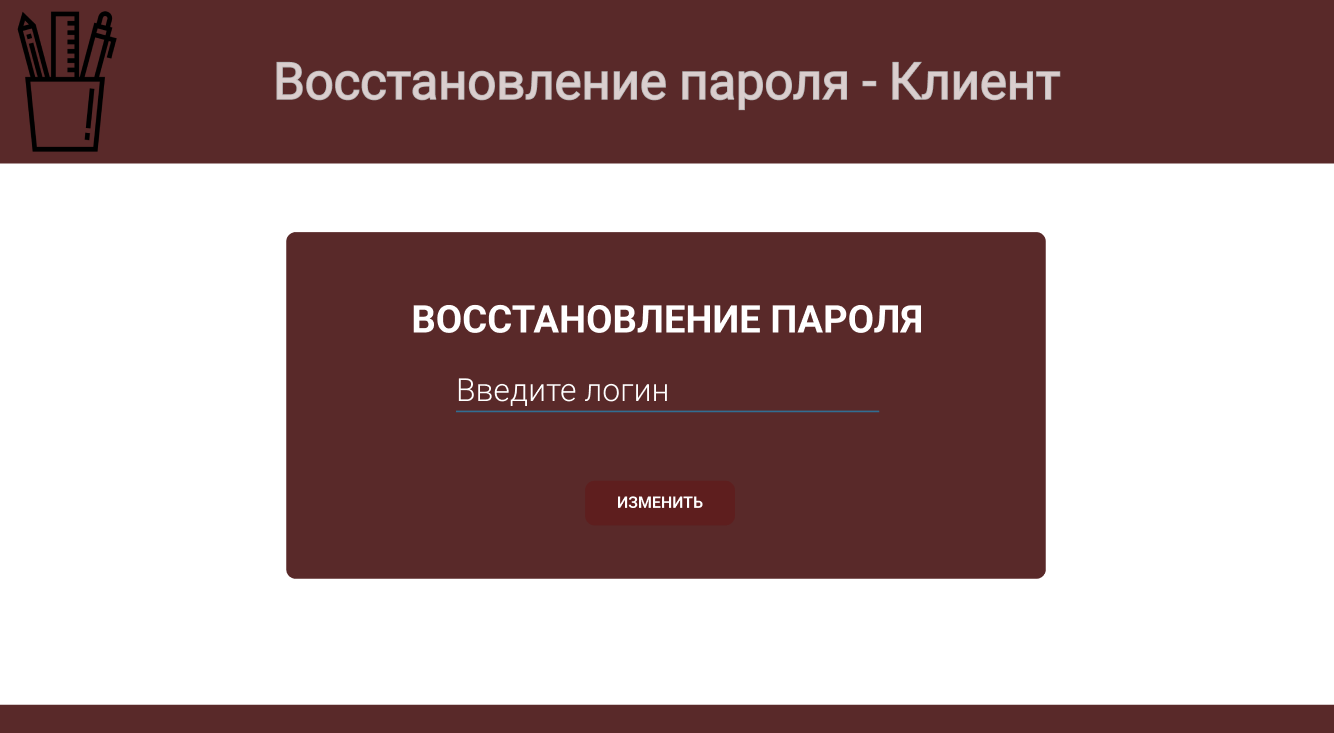 Восстановление пароля - Клиент
ВОССТАНОВЛЕНИЕ ПАРОЛЯ
Введите логин
ИЗМЕНИТЬ